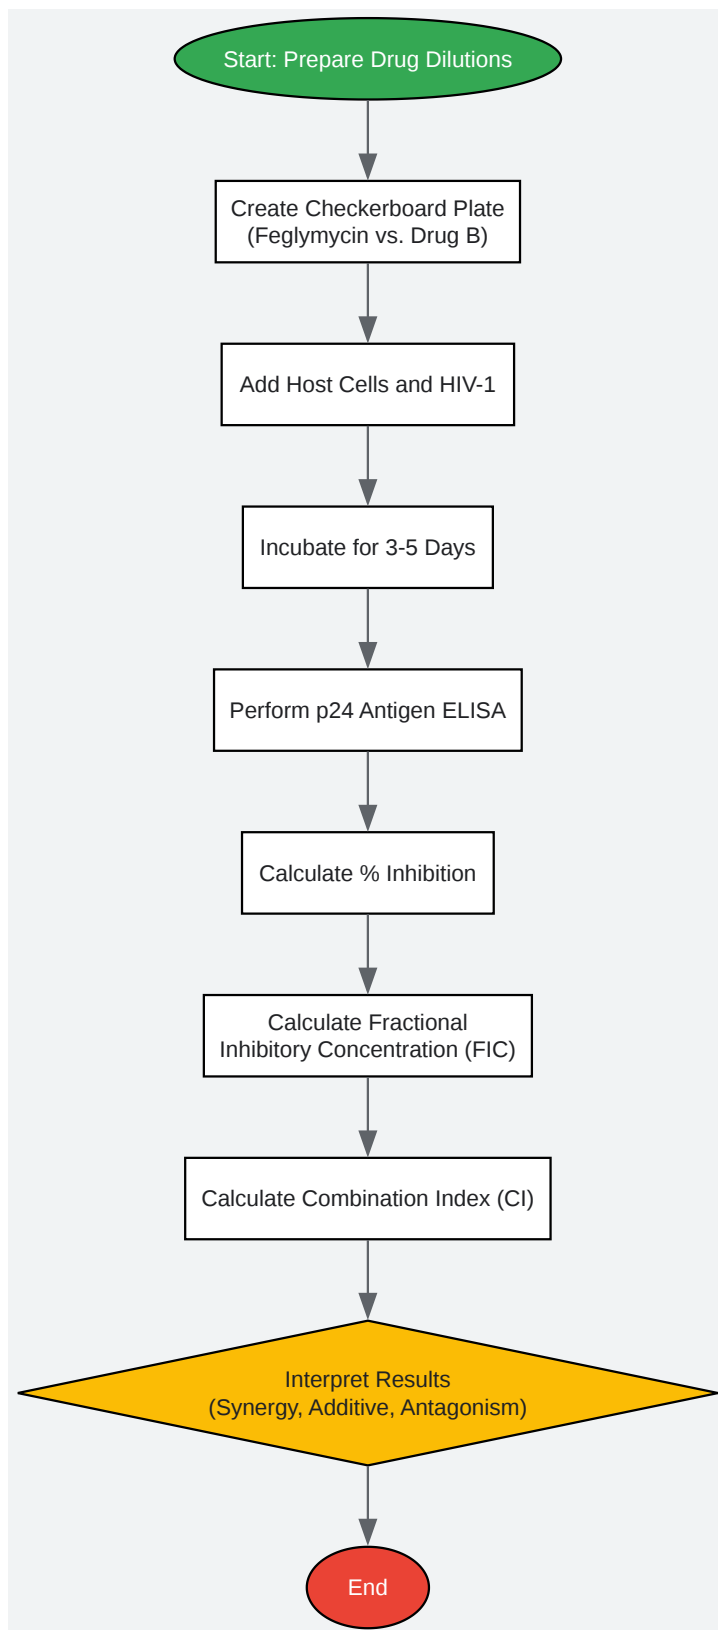 Start: Prepare Drug Dilutions
Create Checkerboard Plate
(Feglymycin vs. Drug B)
Add Host Cells and HIV-1
Incubate for 3-5 Days
Perform p24 Antigen ELISA
Calculate % Inhibition
Calculate Fractional
Inhibitory Concentration (FIC)
Calculate Combination Index (CI)
Interpret Results
(Synergy, Additive, Antagonism)
End